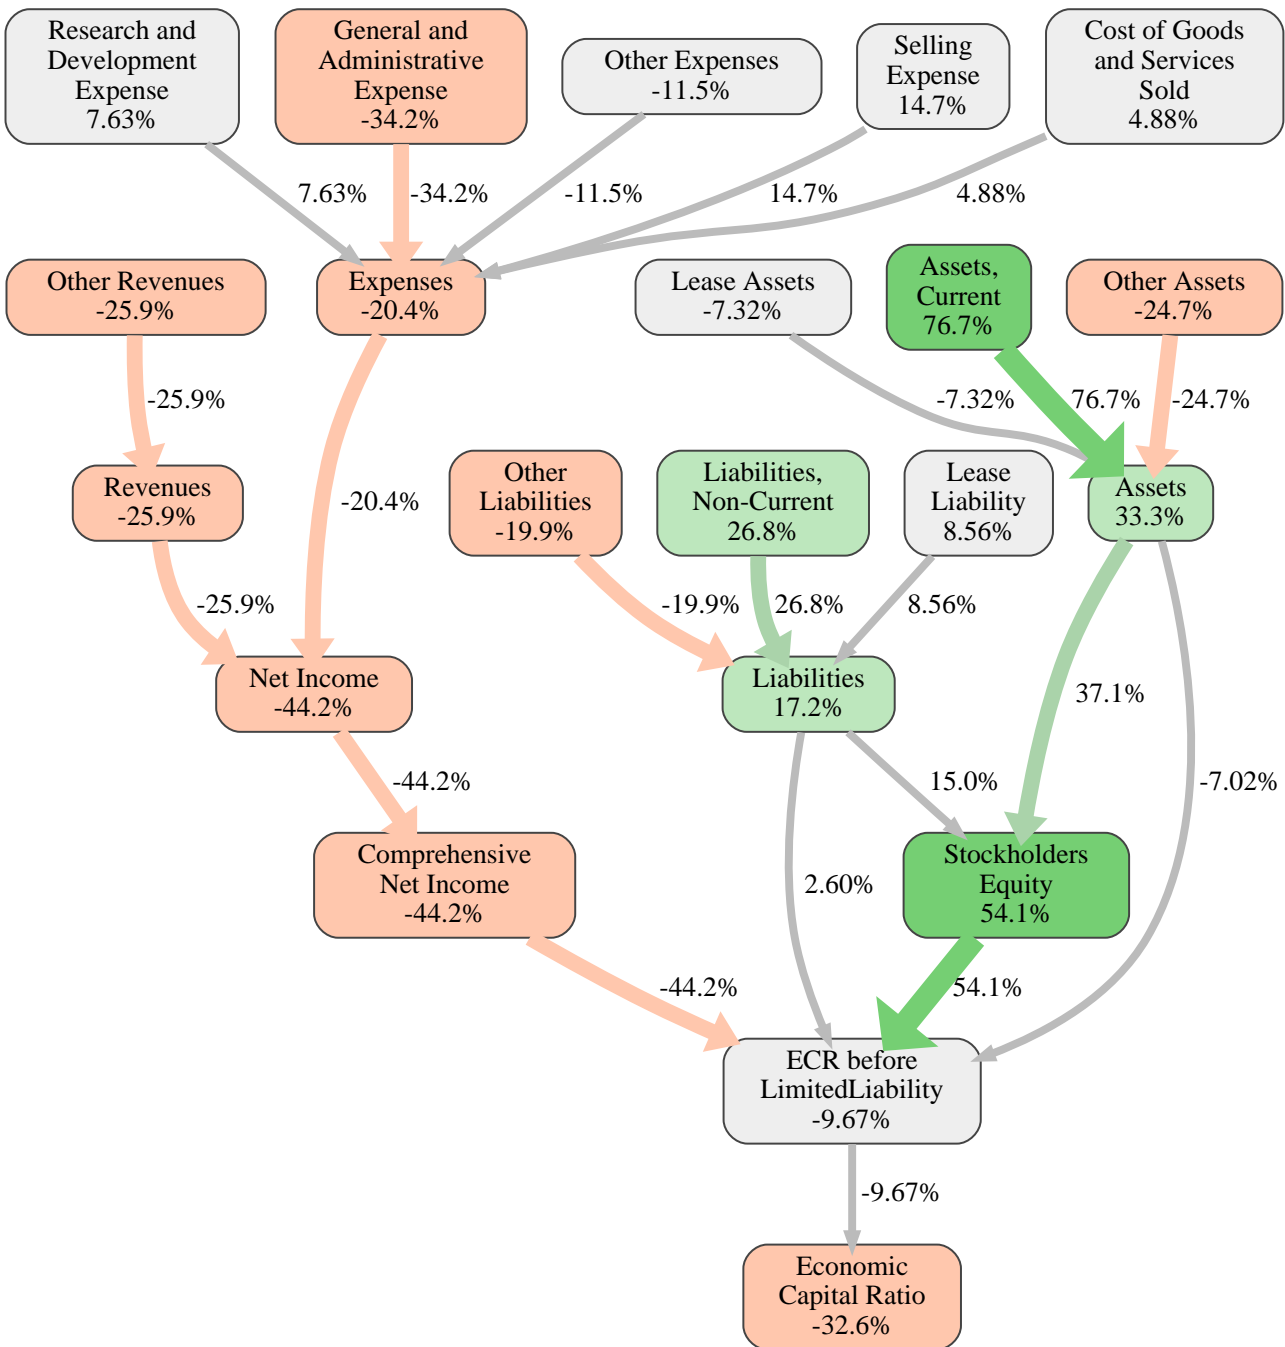 Research and
Development
Expense
7.63%
General and
Administrative
Expense
-34.2%
Other Expenses
-11.5%
Selling
Expense
14.7%
Cost of Goods
and Services
Sold
4.88%
7.63%
-34.2%
-11.5%
14.7%
4.88%
Other Revenues
-25.9%
Expenses
-20.4%
Lease Assets
-7.32%
Assets,
Current
76.7%
Other Assets
-24.7%
-25.9%
-7.32%
76.7%
-24.7%
Revenues
-25.9%
-20.4%
Other
Liabilities
-19.9%
Liabilities,
Non-Current
26.8%
Lease
Liability
8.56%
Assets
33.3%
-25.9%
-19.9%
26.8%
8.56%
Net Income
-44.2%
Liabilities
17.2%
37.1%
-44.2%
15.0%
-7.02%
Comprehensive
Net Income
-44.2%
2.60%
Stockholders
Equity
54.1%
-44.2%
54.1%
ECR before
LimitedLiability
-9.67%
-9.67%
Economic
Capital Ratio
-32.6%